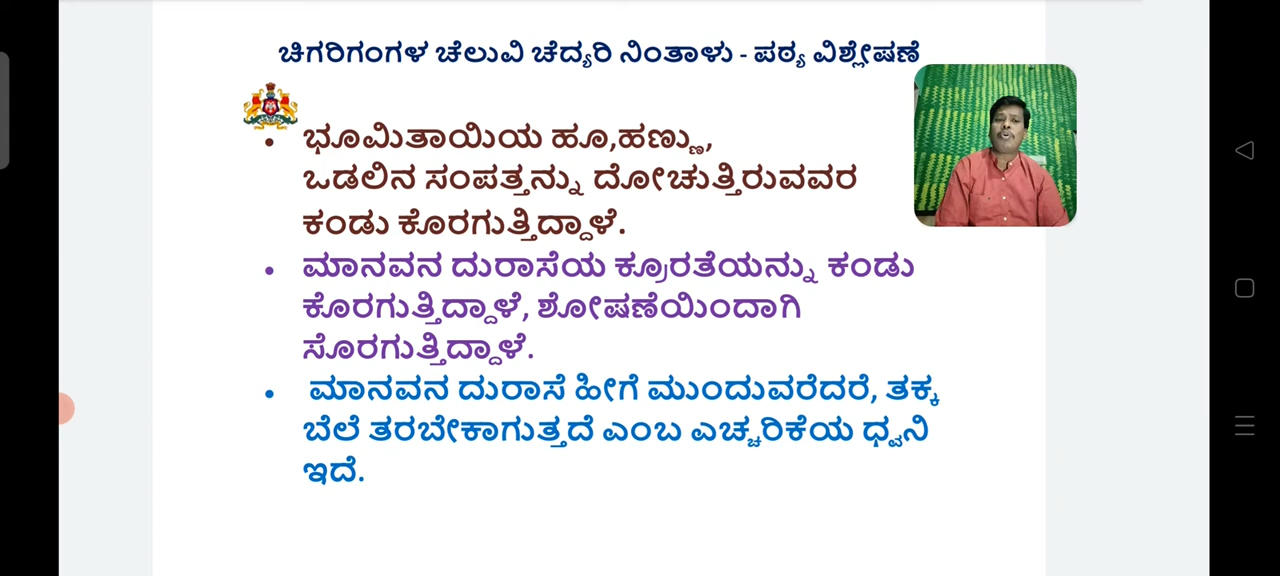 ಚಿಗರಿಗಂಗಳ ಚೆಲುವಿ ಚೆದ್ಯರಿ ನಿಂತಾಳು - ಪಠ್ಯ ವಿಶ್ಲೇಷಣೆ
• ಭೂಮಿತಾಯಿಯ ಹೂ,ಹಣ್ಣು,
ಒಡಲಿನ ಸಂಪತ್ತನ್ನು ದೋಚುತ್ತಿರುವವರ
ಕಂಡು ಕೊರಗುತ್ತಿದ್ದಾಳೆ.
• ಮಾನವನ ದುರಾಸೆಯ ಕ್ರೂರತೆಯನ್ನು ಕಂಡು
ಕೊರಗುತ್ತಿದ್ದಾಳೆ, ಶೋಷಣೆಯಿಂದಾಗಿ
ಸೊರಗುತ್ತಿದ್ದಾಳೆ.
• ಮಾನವನ ದುರಾಸೆ ಹೀಗೆ ಮುಂದುವರೆದರೆ, ತಕ್ಕ
ಬೆಲೆ ತರಬೇಕಾಗುತ್ತದೆ ಎಂಬ ಎಚ್ಚರಿಕೆಯ ಧ್ವನಿ
ಇದೆ.